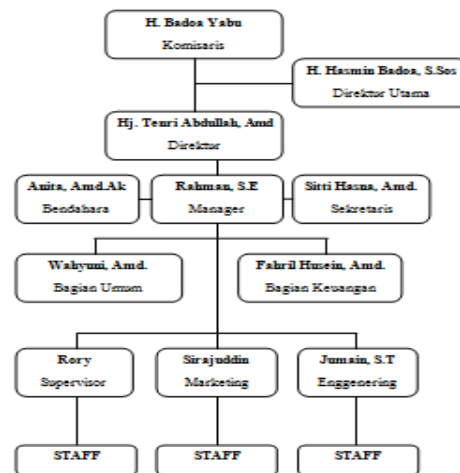 H. Badoa Yabu
Komisaris
H. Hasmin Badoa, S.Sos
Direktur Utama
Hj. Tenri Abdullah, Amd
Direktur
Anita, Amd.Ak
Bendahara
Rahman, S.E
Manager
Sitti Hasna, Amd.
Sekretaris
Wahyuni, Amd.
Bagian Umum
Fahril Husein, Amd.
Bagian Keuangan
Rory
Supervisor
Sirajuddin
Marketing
Jumain, S.T
Enggenering
STAFF
STAFF
STAFF